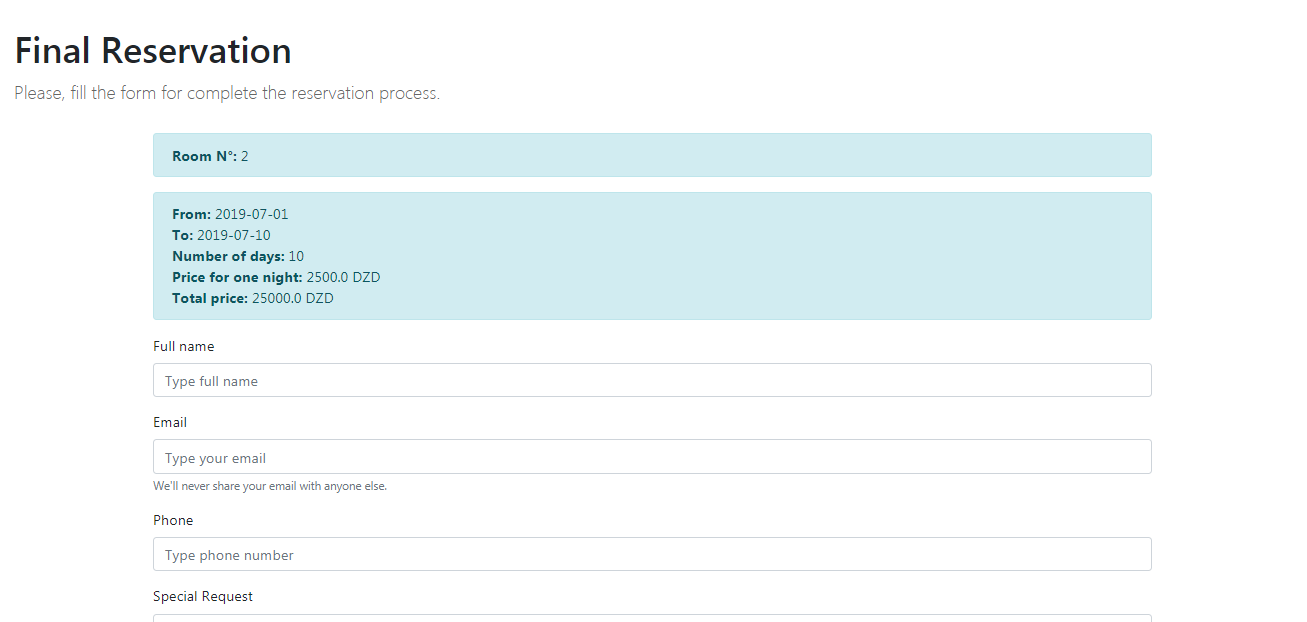 Final Reservation
Please, fill the form for complete the reservation process.
Room N°: 2
From: 2019-07-01
To: 2019-07-10
Number of days: 10
Price for one night: 2500.0 DZD
Total price: 25000.0 DZD
Full name
Type full name
Email
Type your email
We'll never share your email with anyone else.
Phone
Type phone number
Special Request